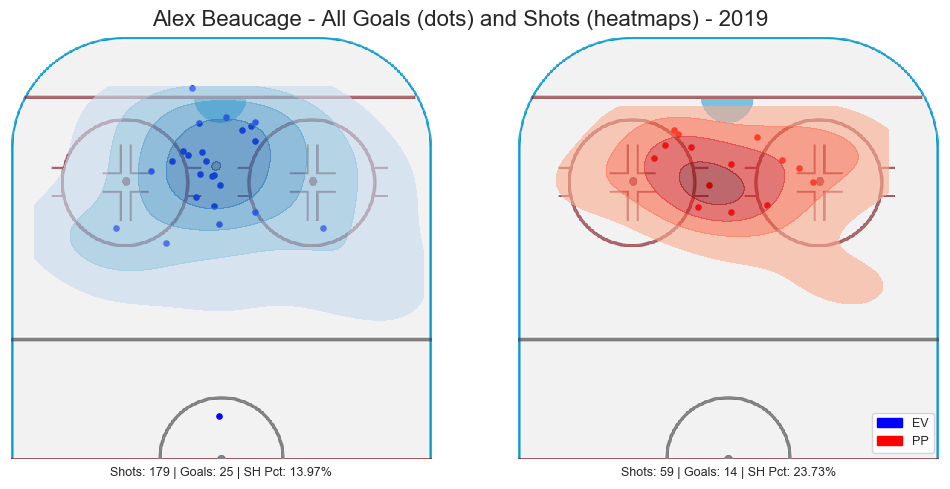 Alex Beaucage - All Goals (dots) and Shots (heatmaps) - 2019
EV
PP
Shots: 179 | Goals: 25 | SH Pct: 13.97%
Shots: 59 | Goals: 14 | SH Pct: 23.73%